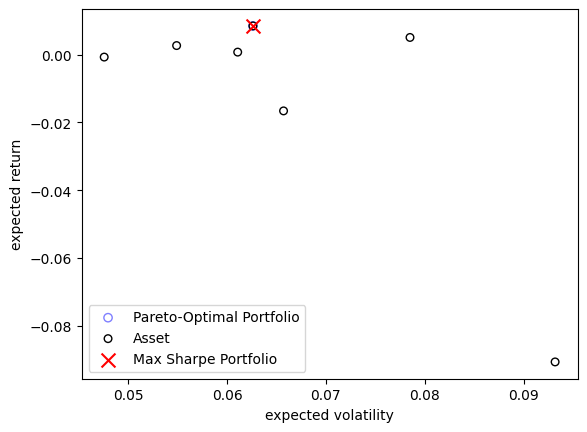 0.00
−0.02
−0.04
−0.06
−0.08
expected return
Pareto-Optimal Portfolio
Asset
Max Sharpe Portfolio
0.05 0.06 0.07 0.08 0.09
expected volatility